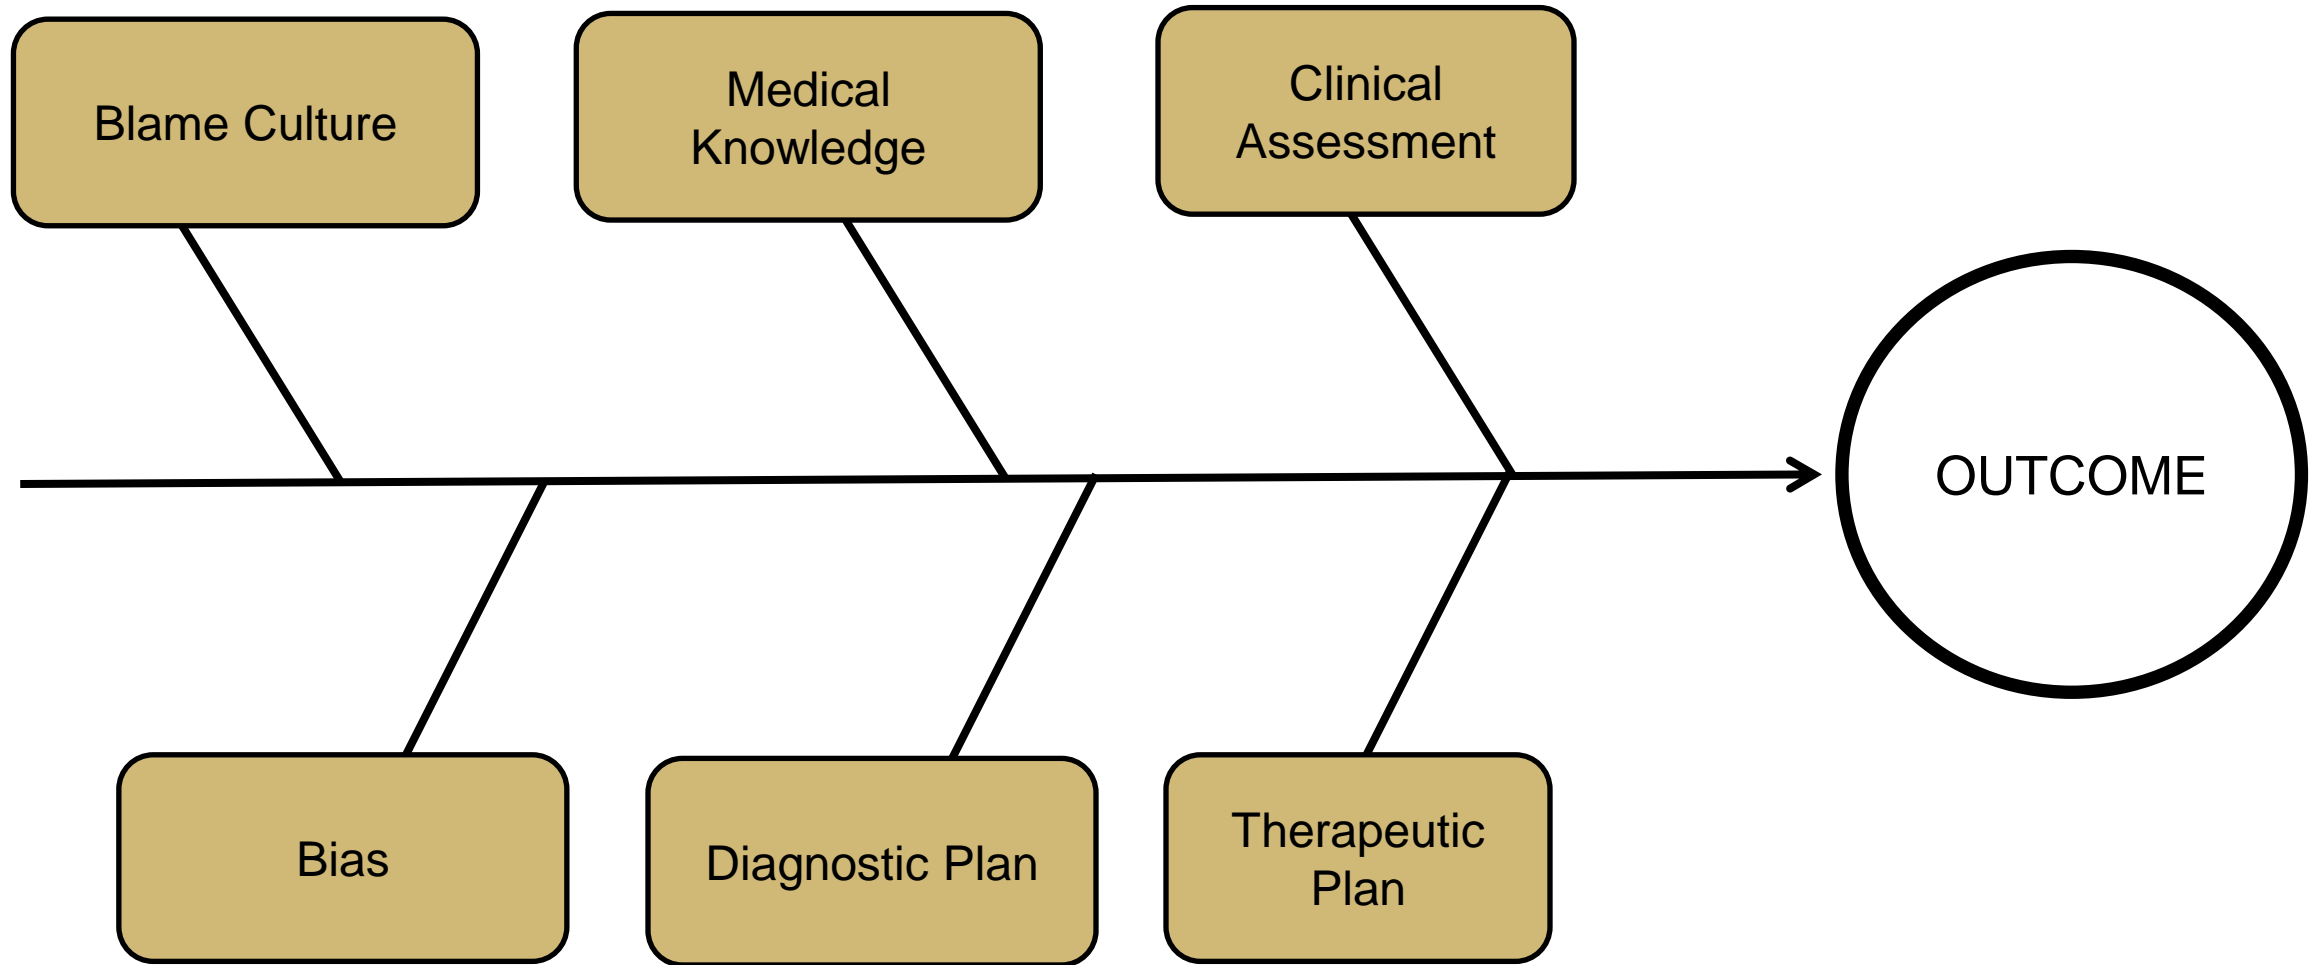 Blame Culture
Medical
Knowledge
Clinical
Assessment
OUTCOME
Bias
Diagnostic Plan
Therapeutic
Plan